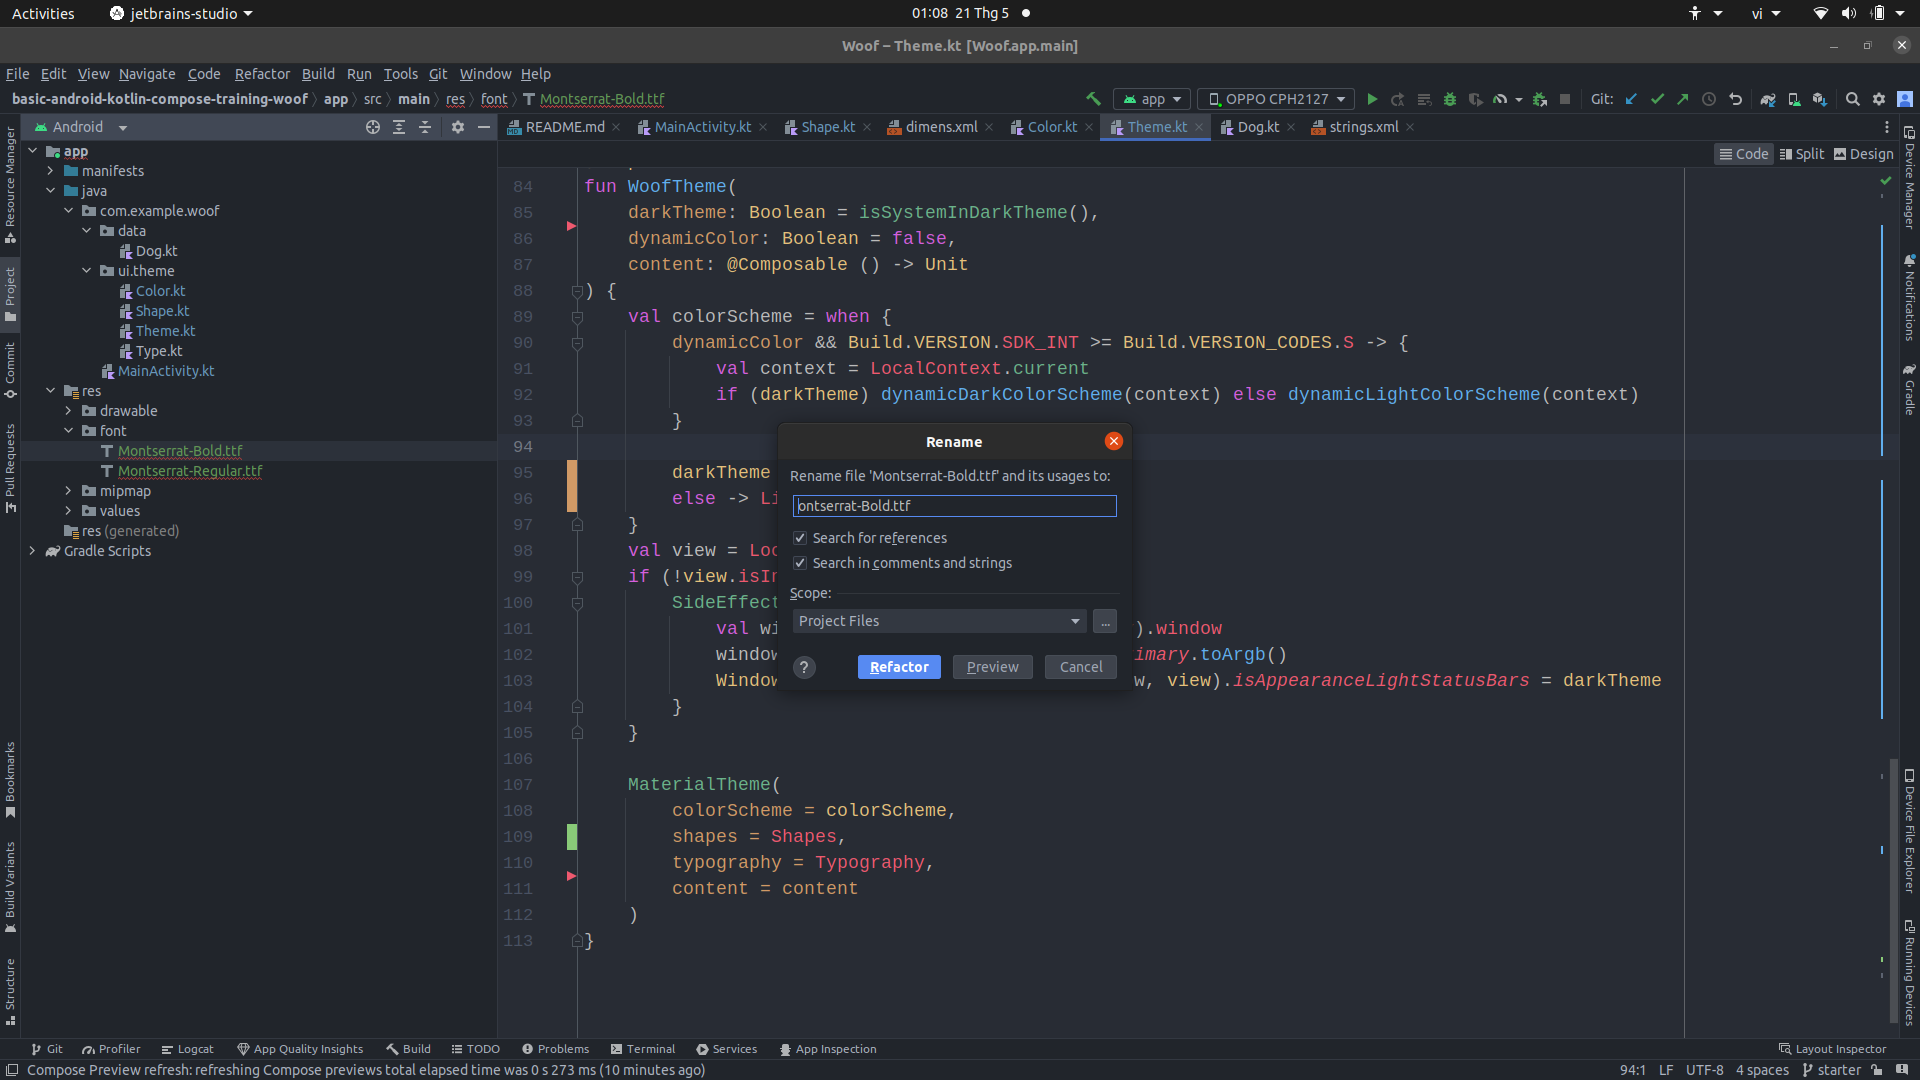 Activities
jetbrains-studio
01:08 21 Thg 5
vi
Woof – Theme.kt [Woof.app.main]
File Edit View Navigate Code Refactor Build Run Tools Git Window Help
basic-android-kotlin-compose-training-woof app src main res font Montserrat-Bold.ttf
app
OPPO CPH2127
Git:
Android
README.md MainActivity.kt Shape.kt dimens.xml Color.kt Theme.kt Dog.kt strings.xml
Code Split Design
Resource Manager
Project
Commit
Pull Requests
Bookmarks
Build Variants
Structure
app
manifests
java
com.example.woof
data
Dog.kt
ui.theme
Color.kt
Shape.kt
Theme.kt
Type.kt
MainActivity.kt
res
drawable
font
Montserrat-Bold.ttf
Montserrat-Regular.ttf
mipmap
values
res (generated)
Gradle Scripts
84 fun WoofTheme(
85 darkTheme: Boolean = isSystemInDarkTheme(),
86 dynamicColor: Boolean = false,
87 content: @Composable () -> Unit
88 ) {
89 val colorScheme = when {
90 dynamicColor && Build.VERSION.SDK_INT >= Build.VERSION_CODES.S -> {
91 val context = LocalContext.current
92 if (darkTheme) dynamicDarkColorScheme(context) else dynamicLightColorScheme(context)
93 }
94
95 darkTheme
96 else -> Li
97 }
98 val view = Loc
99 if (!view.isIn
100 SideEffect
101 val wi ).window
102 window imary.toArgb()
103 Window w, view).isAppearanceLightStatusBars = darkTheme
104 }
105 }
106
107 MaterialTheme(
108 colorScheme = colorScheme,
109 shapes = Shapes,
110 typography = Typography,
111 content = content
112 )
113 }
Rename
Rename file 'Montserrat-Bold.ttf' and its usages to:
ontserrat-Bold.ttf
Search for references
Search in comments and strings
Scope:
Project Files
...
? Refactor Preview Cancel
Device Manager
Notifications
Gradle
Device File Explorer
Running Devices
Git Profiler Logcat App Quality Insights Build TODO Problems Terminal Services App Inspection Layout Inspector
Compose Preview refresh: refreshing Compose previews total elapsed time was 0 s 273 ms (10 minutes ago)
94:1 LF UTF-8 4 spaces starter